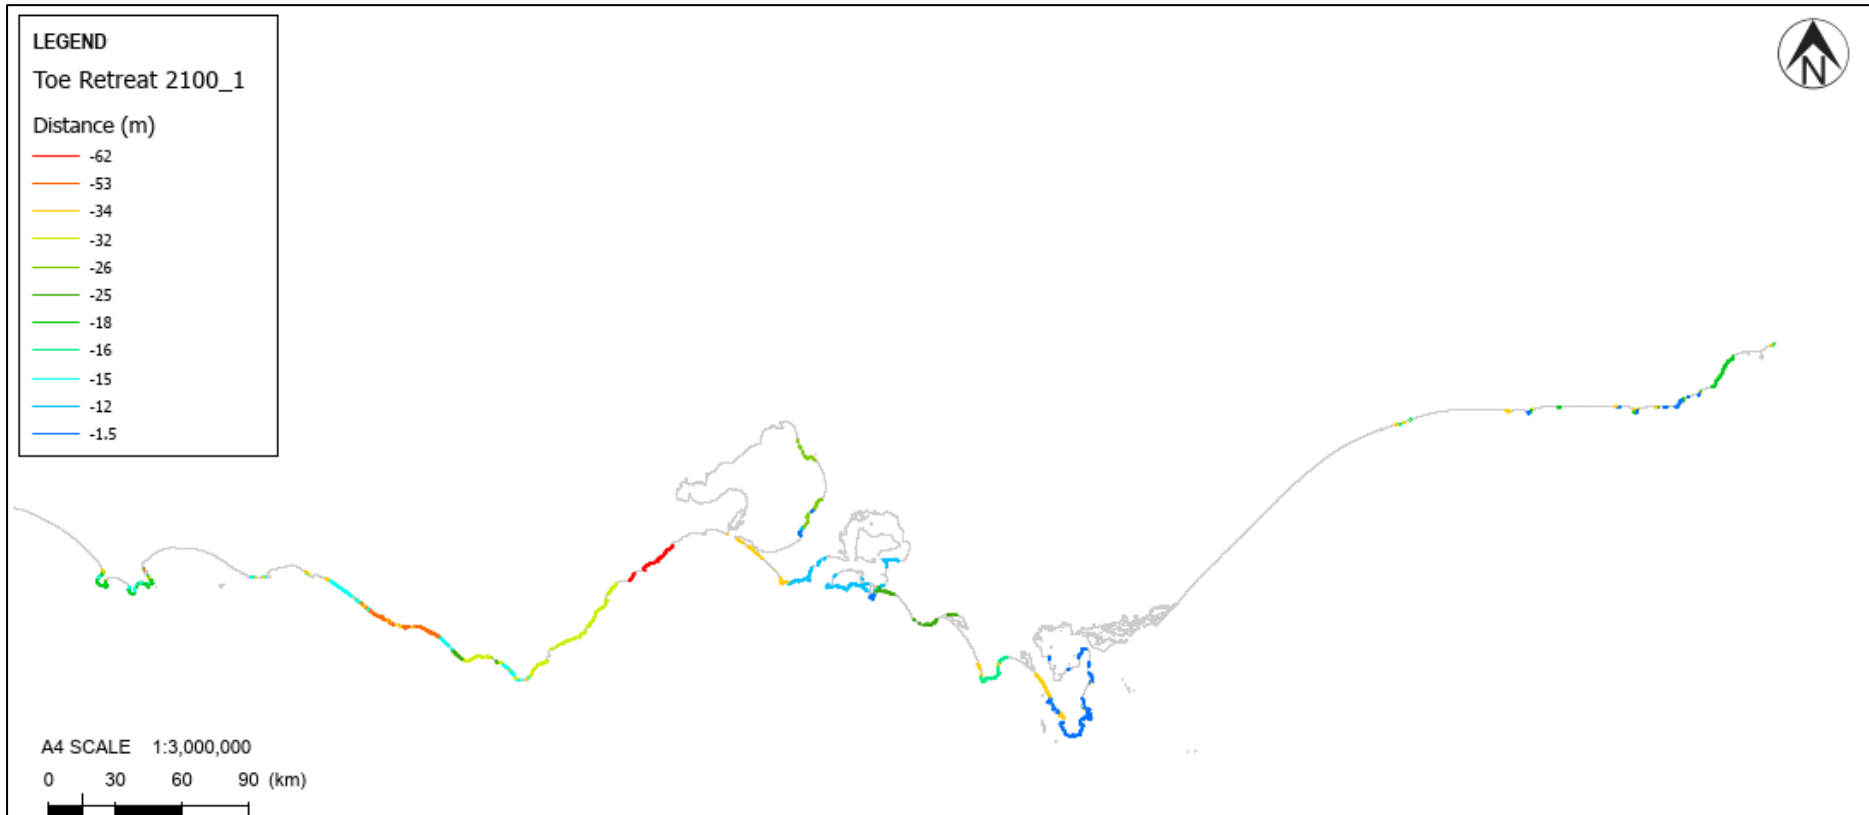 LEGEND
Toe Retreat 2100_1
Distance (m)
-62
-53
-34
-32
-26
-25
-18
-16
-15
-12
-1.5
N
A4 SCALE 1:3,000,000
0 30 60 90 (km)